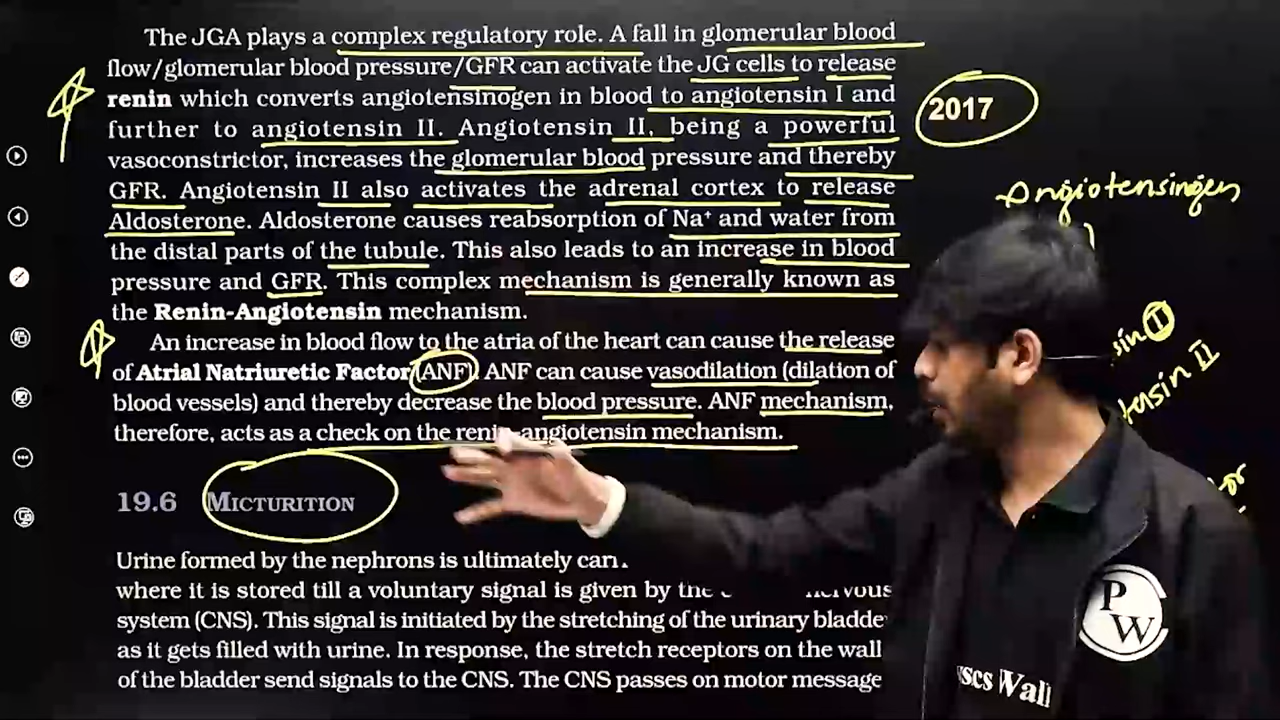 The JGA plays a complex regulatory role. A fall in glomerular blood
flow/glomerular blood pressure/GFR can activate the JG cells to release
renin which converts angiotensinogen in blood to angiotensin I and
further to angiotensin II. Angiotensin II, being a powerful
vasoconstrictor, increases the glomerular blood pressure and thereby
GFR. Angiotensin II also activates the adrenal cortex to release
Aldosterone. Aldosterone causes reabsorption of Na⁺ and water from
the distal parts of the tubule. This also leads to an increase in blood
pressure and GFR. This complex mechanism is generally known as
the Renin-Angiotensin mechanism.
An increase in blood flow to the atria of the heart can cause the release
of Atrial Natriuretic Factor (ANF). ANF can cause vasodilation (dilation of
blood vessels) and thereby decrease the blood pressure. ANF mechanism,
therefore, acts as a check on the renin-angiotensin mechanism.
19.6 MICTURITION
Urine formed by the nephrons is ultimately
where it is stored till a voluntary signal is given by the
system (CNS). This signal is initiated by the stretching of the urinary
as it gets filled with urine. In response, the stretch receptors on the wall
of the bladder send signals to the CNS. The CNS passes on motor message
2017
Angiotensinogen
sin I
tensin II
or
PW
Wall